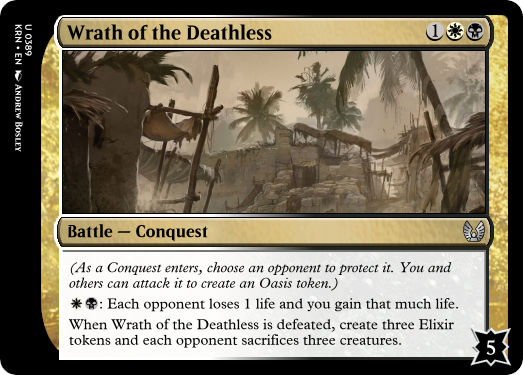 Wrath of the Deathless
1
Battle — Conquest
(As a Conquest enters, choose an opponent to protect it. You and
others can attack it to create an Oasis token.)
: Each opponent loses 1 life and you gain that much life.
When Wrath of the Deathless is defeated, create three Elixir
tokens and each opponent sacrifices three creatures.
5
U 0389
KRN • EN ANDREW BOSLEY